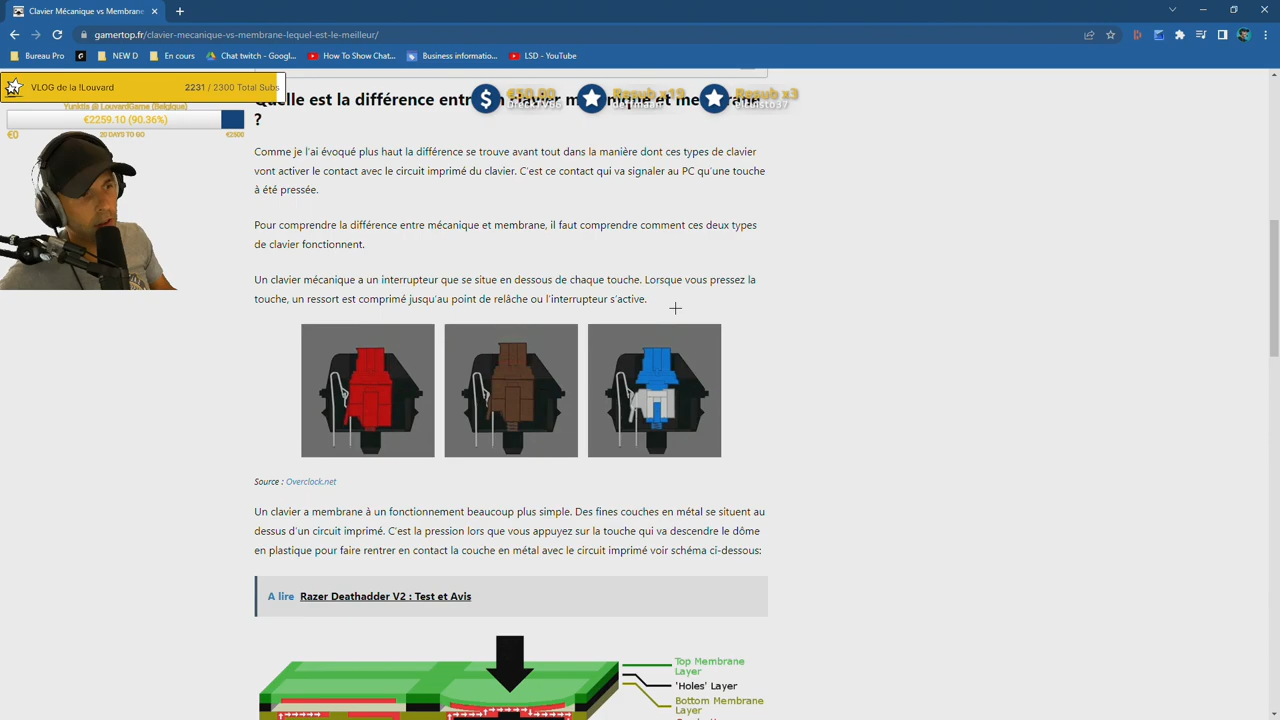 Clavier Mécanique vs Membrane
gamertop.fr/clavier-mecanique-vs-membrane-lequel-est-le-meilleur/
Bureau Pro
NEW D
En cours
Chat twitch - Googl...
How To Show Chat...
Business informatio...
LSD - YouTube
VLOG de la !Louvard
2231 / 2300 Total Subs
Yunktis @ Louvard!Game (Belgique)
€2259.10 (90.36%)
€0
20 DAYS TO GO
€2500
Resub x19
Resub x3
Quelle est la différence
?
Comme je l'ai évoqué plus haut la différence se trouve avant tout dans la manière dont ces types de clavier
vont activer le contact avec le circuit imprimé du clavier. C'est ce contact qui va signaler au PC qu'une touche
à été pressée.
Pour comprendre la différence entre mécanique et membrane, il faut comprendre comment ces deux types
de clavier fonctionnent.
Un clavier mécanique a un interrupteur que se situe en dessous de chaque touche. Lorsque vous pressez la
touche, un ressort est comprimé jusqu'au point de relâche ou l'interrupteur s'active.
Source : Overclock.net
Un clavier a membrane à un fonctionnement beaucoup plus simple. Des fines couches en métal se situent au
dessus d'un circuit imprimé. C'est la pression lors que vous appuyez sur la touche qui va descendre le dôme
en plastique pour faire rentrer en contact la couche en métal avec le circuit imprimé voir schéma ci-dessous:
A lire Razer Deathadder V2 : Test et Avis
Top Membrane
Layer
'Holes' Layer
Bottom Membrane
Layer